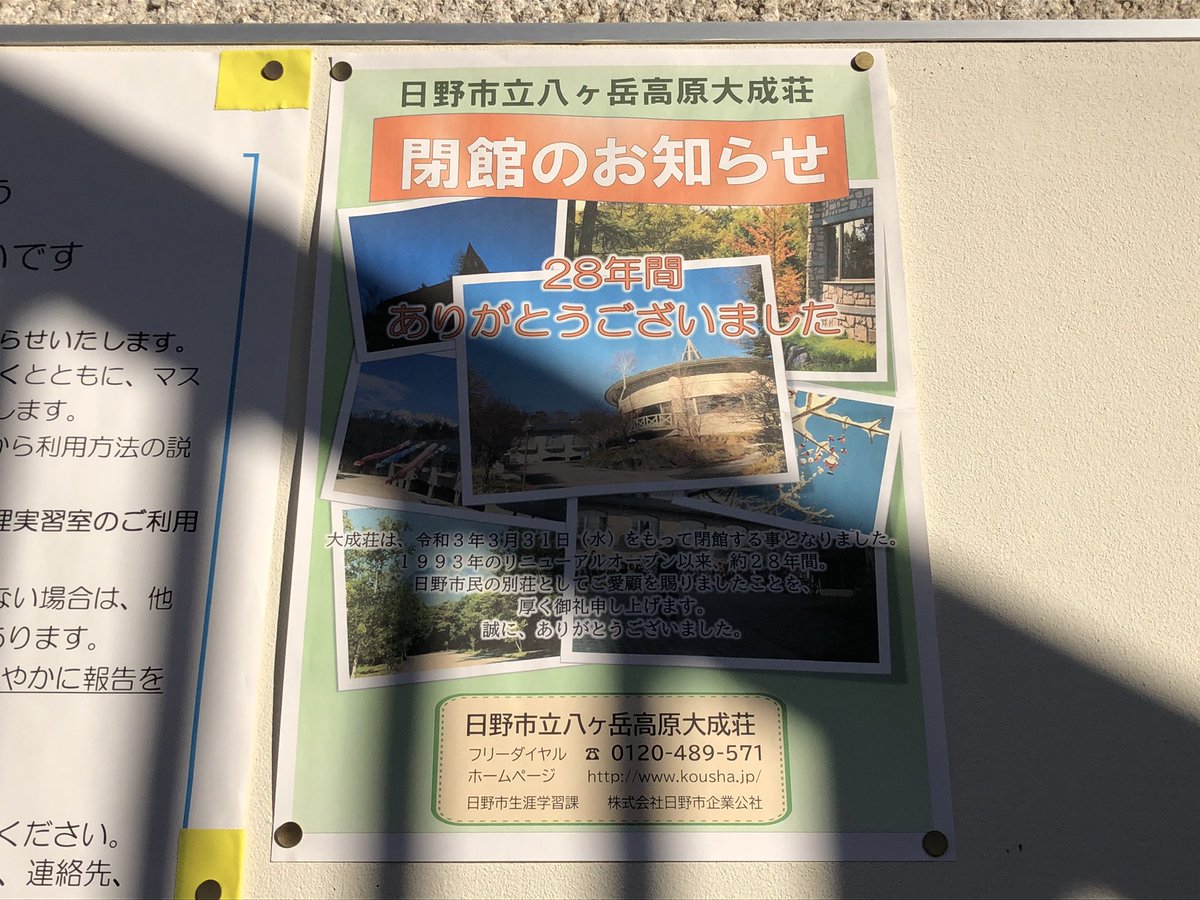 う
いです
らせいたします。
くとともに、マス
します。
から利用方法の説
理実習室のご利用
ない場合は、他
あります。
やかに報告を
ください。
、連絡先、
日野市立八ヶ岳高原大成荘
閉館のお知らせ
28年間
ありがとうございました
大成荘は、令和３年３月３１日（水）をもって閉館する事となりました。
１９９３年のリニューアルオープン以来、約２８年間。
日野市民の別荘としてご愛顧を賜りましたことを、
厚く御礼申し上げます。
誠に、ありがとうございました。
日野市立八ヶ岳高原大成荘
フリーダイヤル ☎ 0120-489-571
ホームページ http://www.kousha.jp/
日野市生涯学習課 株式会社日野市企業公社